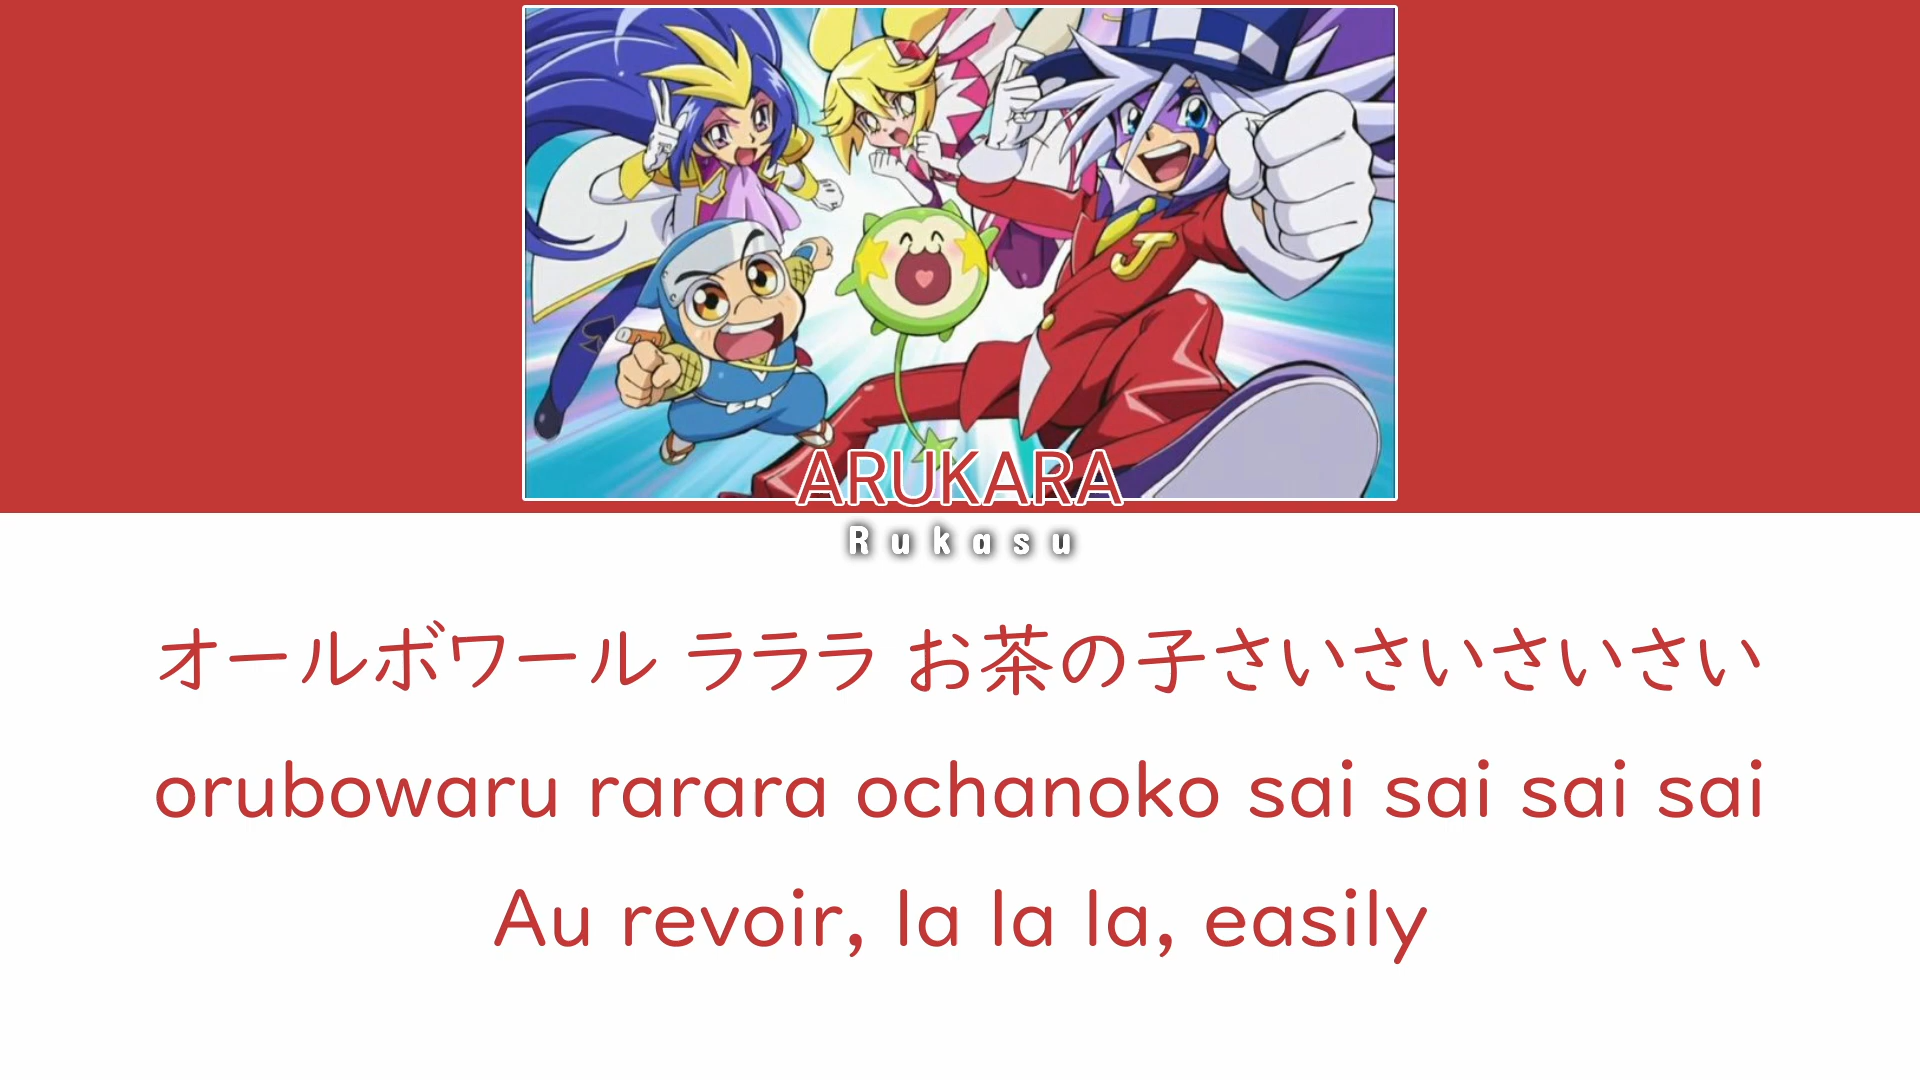 J
ARUKARA
Rukasu
オールボワール ラララ お茶の子さいさいさいさい
orubowaru rarara ochanoko sai sai sai sai
Au revoir, la la la, easily